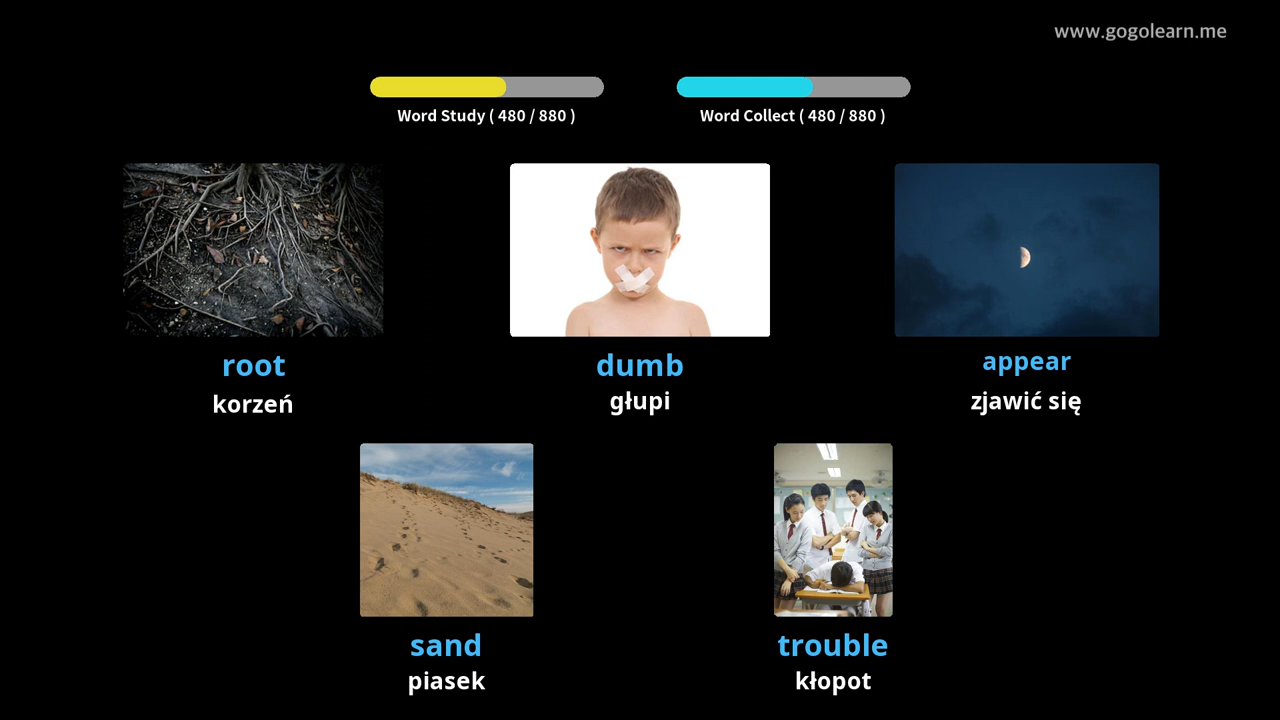 www.gogolearn.me
Word Study ( 480 / 880 )
Word Collect ( 480 / 880 )
root
korzeń
dumb
głupi
appear
zjawić się
sand
piasek
trouble
kłopot